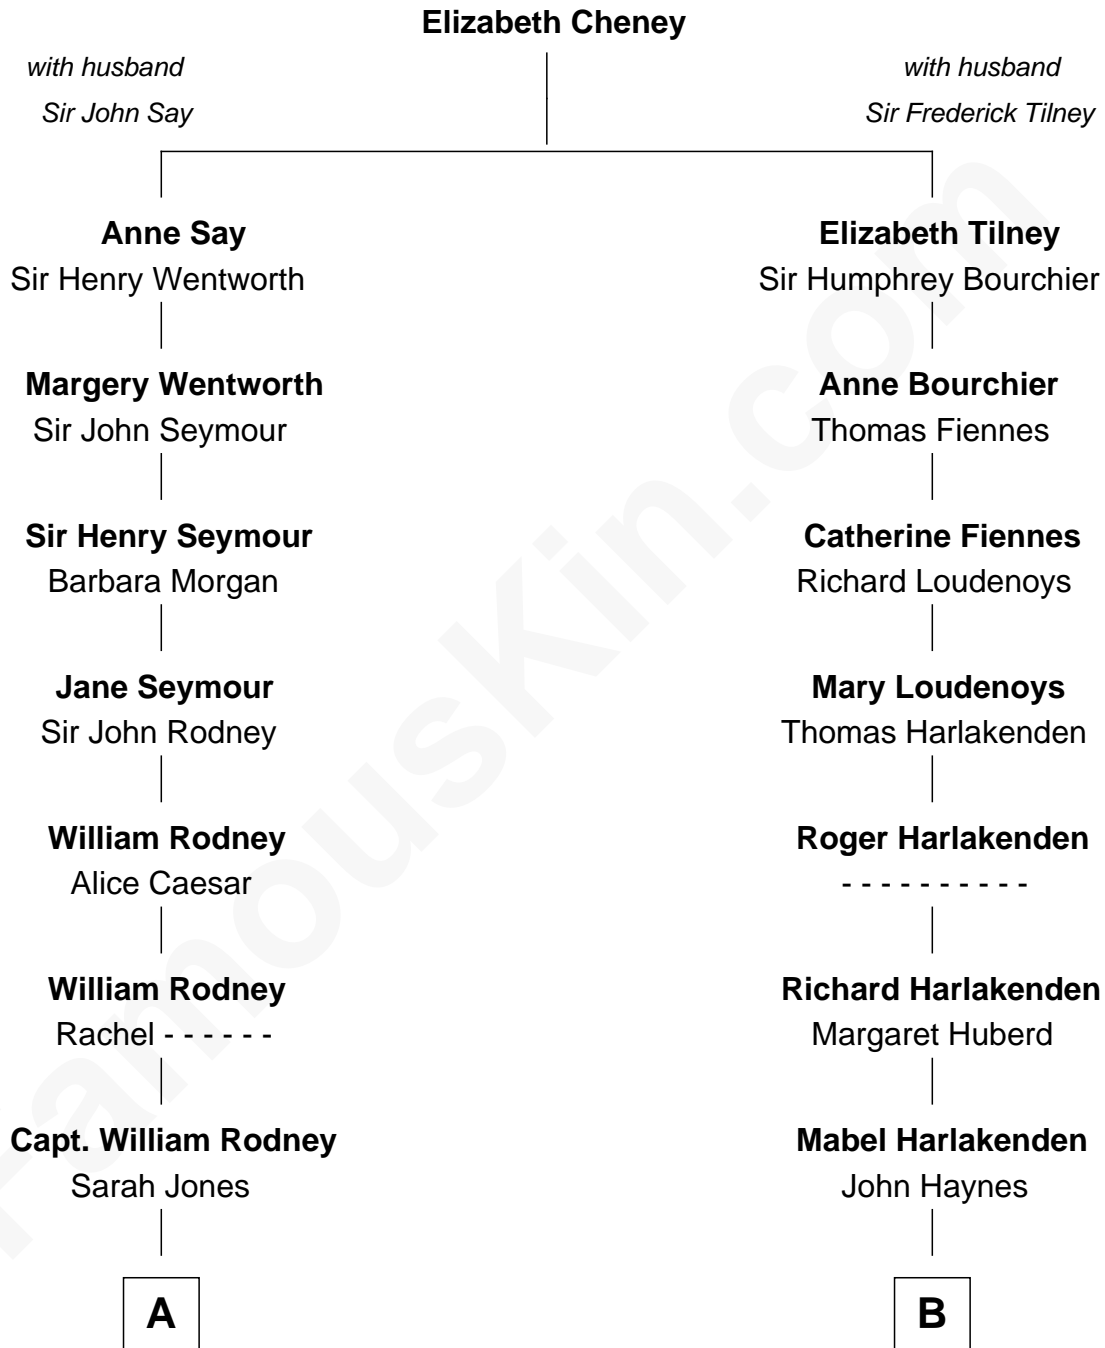 Elizabeth Cheney
with husband
Sir John Say
with husband
Sir Frederick Tilney
Anne Say
Sir Henry Wentworth
Elizabeth Tilney
Sir Humphrey Bourchier
Margery Wentworth
Sir John Seymour
Anne Bourchier
Thomas Fiennes
Sir Henry Seymour
Barbara Morgan
Catherine Fiennes
Richard Loudenoys
Jane Seymour
Sir John Rodney
Mary Loudenoys
Thomas Harlakenden
William Rodney
Alice Caesar
Roger Harlakenden
- - - - - - - - - -
William Rodney
Rachel - - - - - -
Richard Harlakenden
Margaret Huberd
Capt. William Rodney
Sarah Jones
Mabel Harlakenden
John Haynes
A
B
FamousKin.com